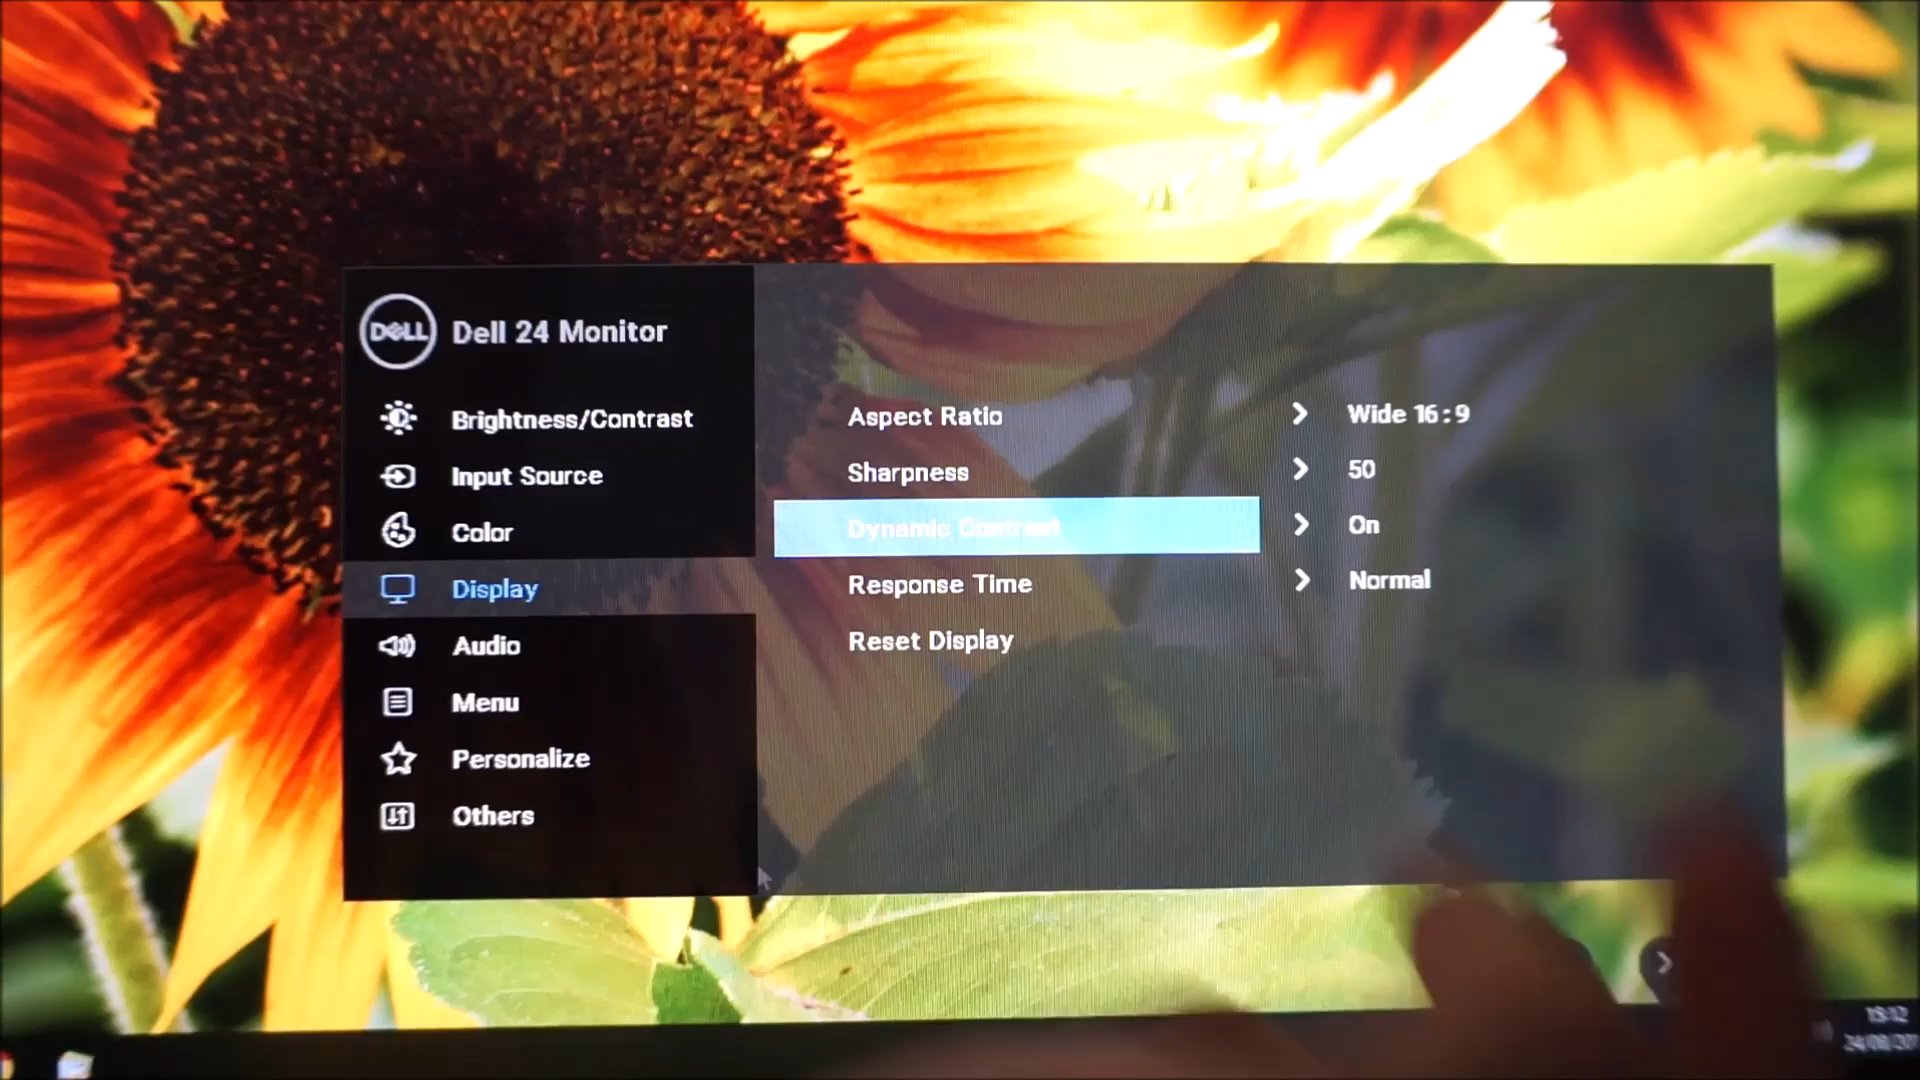 DELL Dell 24 Monitor
Brightness/Contrast
Input Source
Color
Display
Audio
Menu
Personalize
Others
Aspect Ratio > Wide 16:9
Sharpness > 50
Dynamic Contrast > On
Response Time > Normal
Reset Display